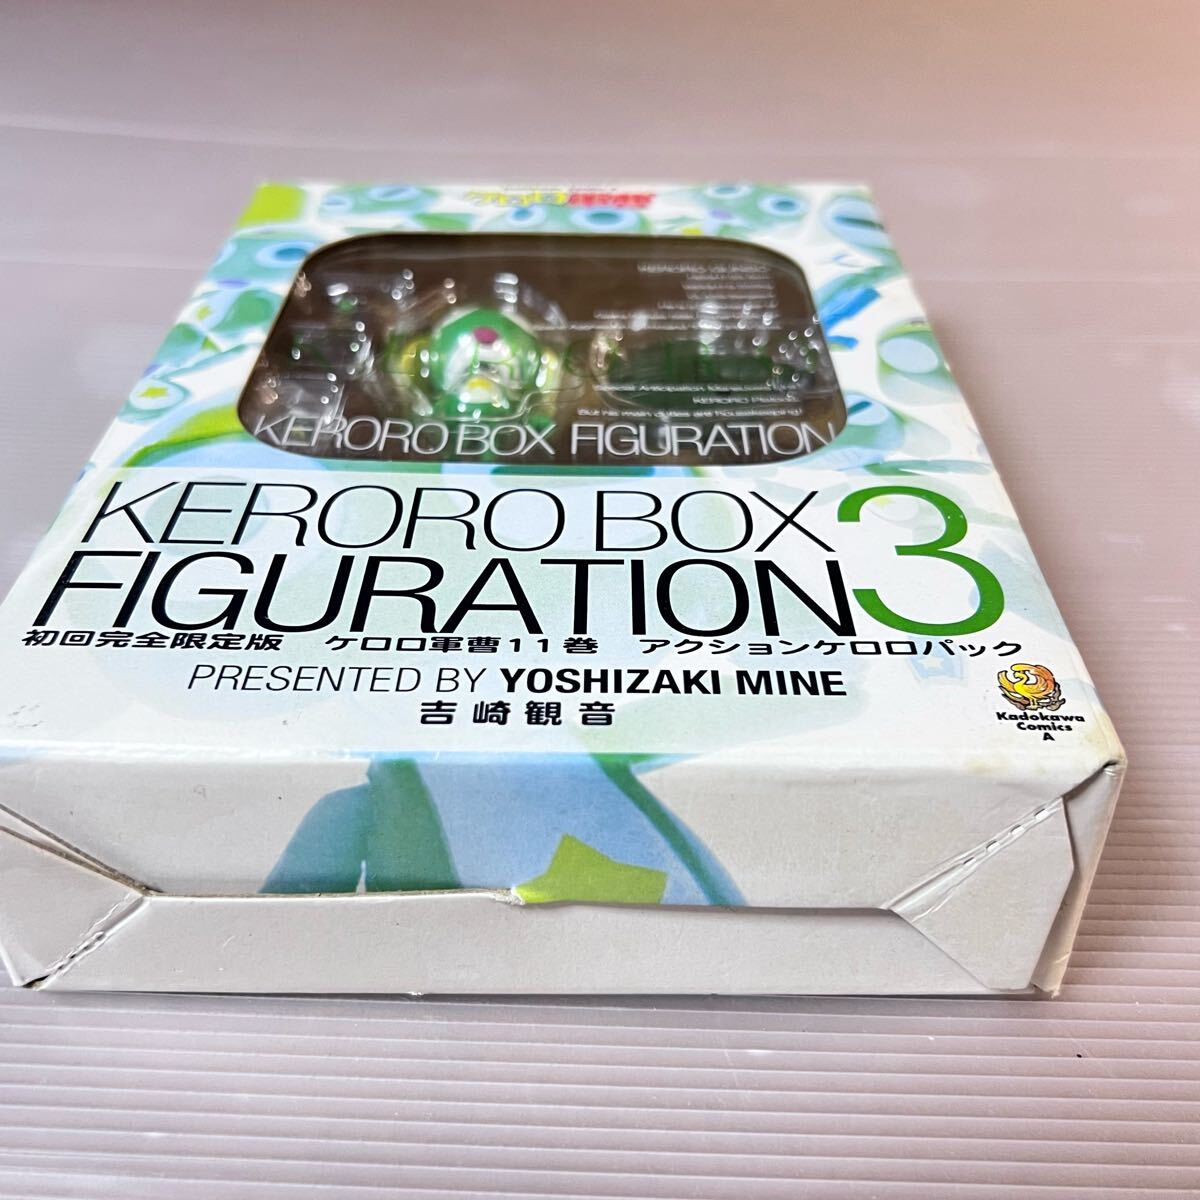 KERORO BOX FIGURATION
KERORO BOX
FIGURATION 3
初回完全限定版 ケロロ軍曹11巻 アクションケロロパック
PRESENTED BY YOSHIZAKI MINE
吉崎観音
Kadokawa
Comics
A